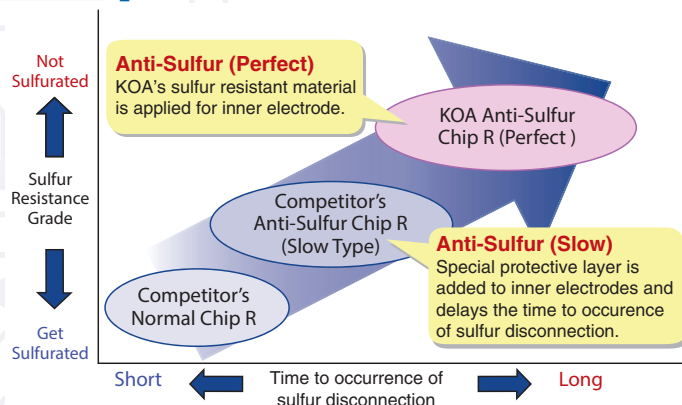 Not
Sulfurated
Sulfur
Resistance
Grade
Get
Sulfurated
Anti-Sulfur (Perfect)
KOA's sulfur resistant material
is applied for inner electrode.
KOA Anti-Sulfur
Chip R (Perfect )
Competitor's
Anti-Sulfur Chip R
(Slow Type)
Anti-Sulfur (Slow)
Special protective layer is
added to inner electrodes and
delays the time to occurence
of sulfur disconnection.
Competitor's
Normal Chip R
Short
Time to occurrence of
sulfur disconnection
Long